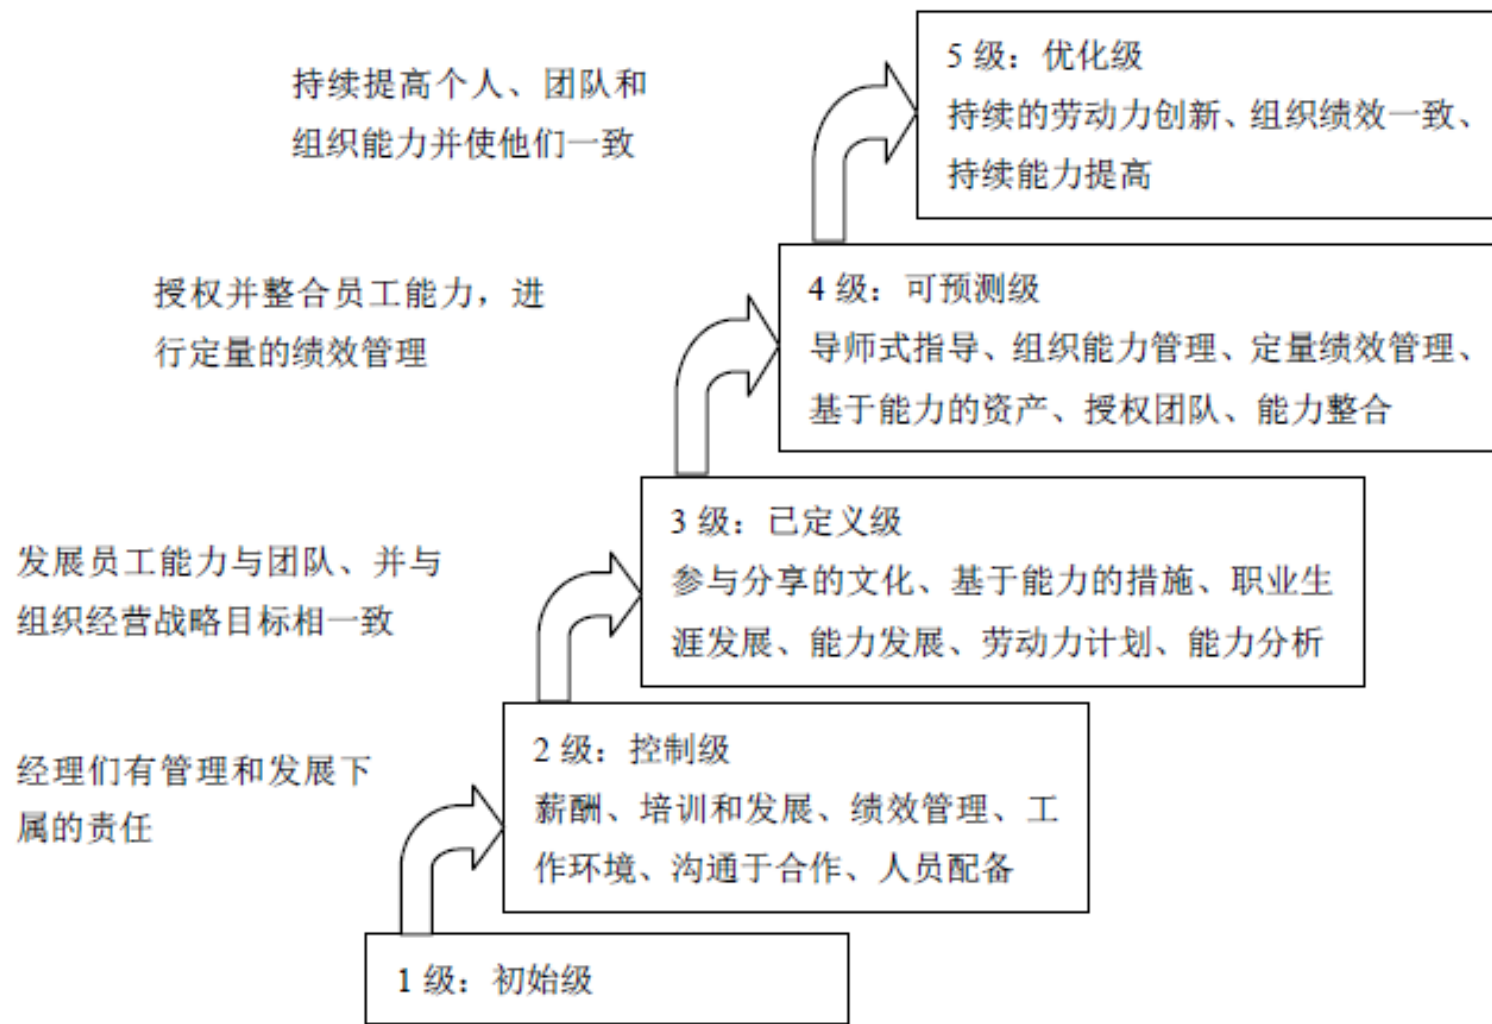 持续提高个人、团队和
组织能力并使他们一致
5 级：优化级
持续的劳动力创新、组织绩效一致、
持续能力提高
授权并整合员工能力，进
行定量的绩效管理
4 级：可预测级
导师式指导、组织能力管理、定量绩效管理、
基于能力的资产、授权团队、能力整合
发展员工能力与团队、并与
组织经营战略目标相一致
3 级：已定义级
参与分享的文化、基于能力的措施、职业生
涯发展、能力发展、劳动力计划、能力分析
经理们有管理和发展下
属的责任
2 级：控制级
薪酬、培训和发展、绩效管理、工
作环境、沟通于合作、人员配备
1 级：初始级